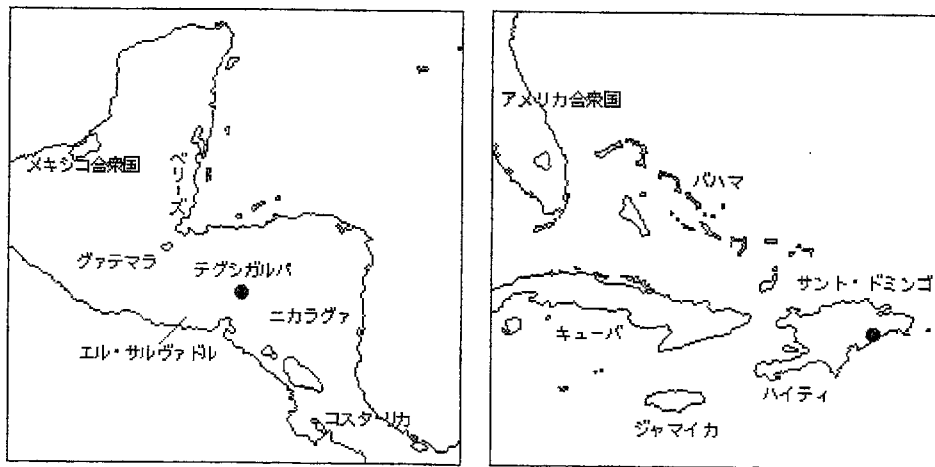 メキシコ合衆国
ベリーズ
グァテマラ
テグシガルパ
ニカラグァ
エル・サルヴァドル
コスタ・リカ
アメリカ合衆国
バハマ
サント・ドミンゴ
キューバ
ハイティ
ジャマイカ